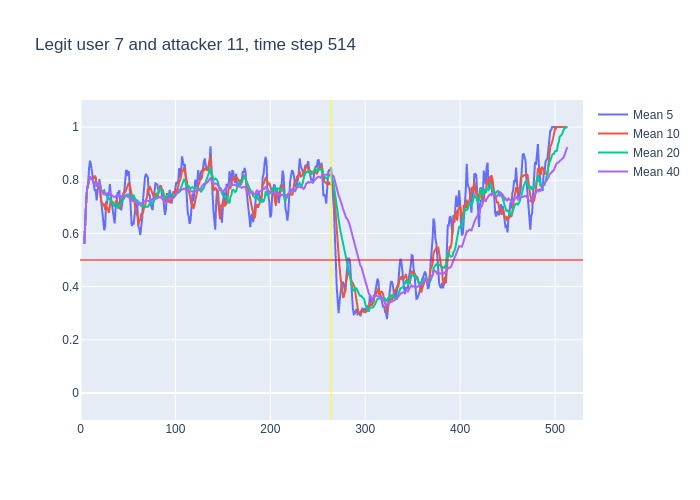 Legit user 7 and attacker 11, time step 514
Mean 5
Mean 10
Mean 20
Mean 40
1
0.8
0.6
0.4
0.2
0
0 100 200 300 400 500